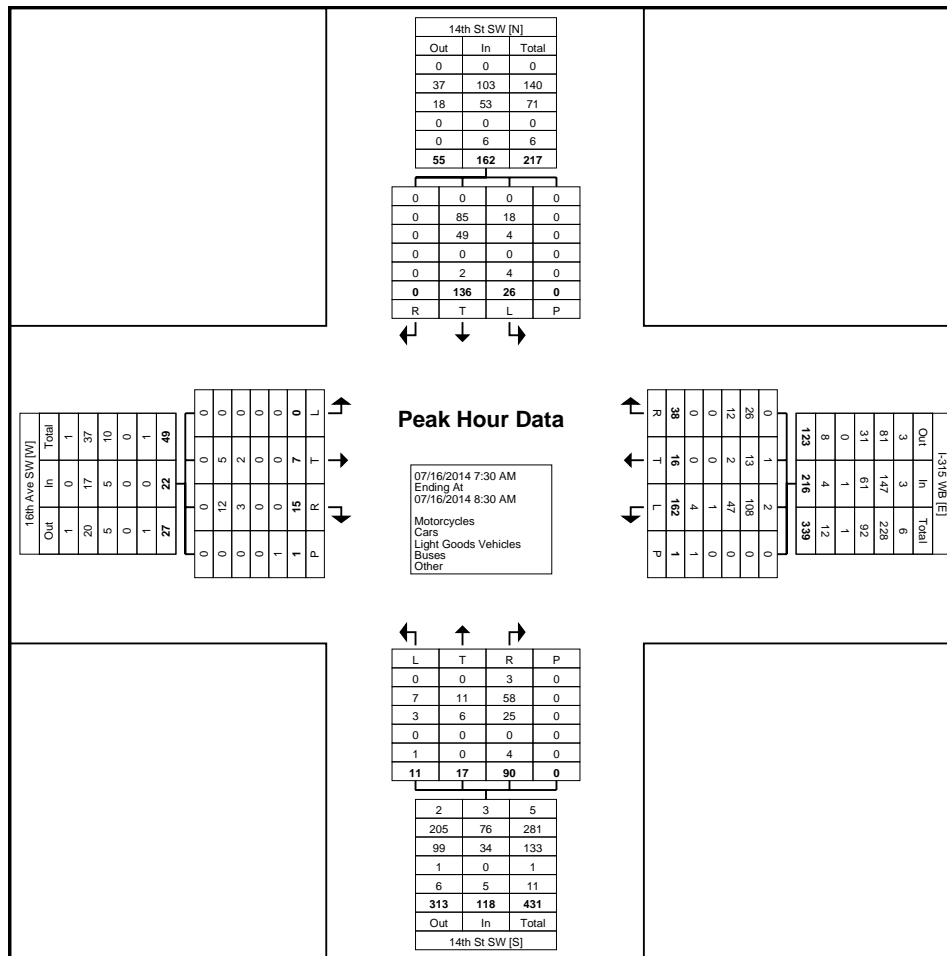 14th St SW [N]
Out In Total
0 0 0
37 103 140
18 53 71
0 0 0
0 6 6
55 162 217
0 0 0 0
0 85 18 0
0 49 4 0
0 0 0 0
0 2 4 0
0 136 26 0
R T L P
16th Ave SW [W]
Total 1 37 10 0 1 49
In 0 17 5 0 0 22
Out 1 20 5 0 1 27
0 0 0 0 0 0 L
0 5 2 0 0 7 T
0 12 3 0 0 15 R
0 0 0 0 1 1 P
Peak Hour Data
07/16/2014 7:30 AM
Ending At
07/16/2014 8:30 AM
Motorcycles
Cars
Light Goods Vehicles
Buses
Other
R 38 0 0 12 26 0
T 16 0 0 2 13 1
L 162 4 1 47 108 2
P 1 1 0 0 0 0
I-315 WB [E]
Out 3 81 31 0 8 123
In 3 147 61 1 4 216
Total 6 228 92 1 12 339
L T R P
0 0 3 0
7 11 58 0
3 6 25 0
0 0 0 0
1 0 4 0
11 17 90 0
2 3 5
205 76 281
99 34 133
1 0 1
6 5 11
313 118 431
Out In Total
14th St SW [S]